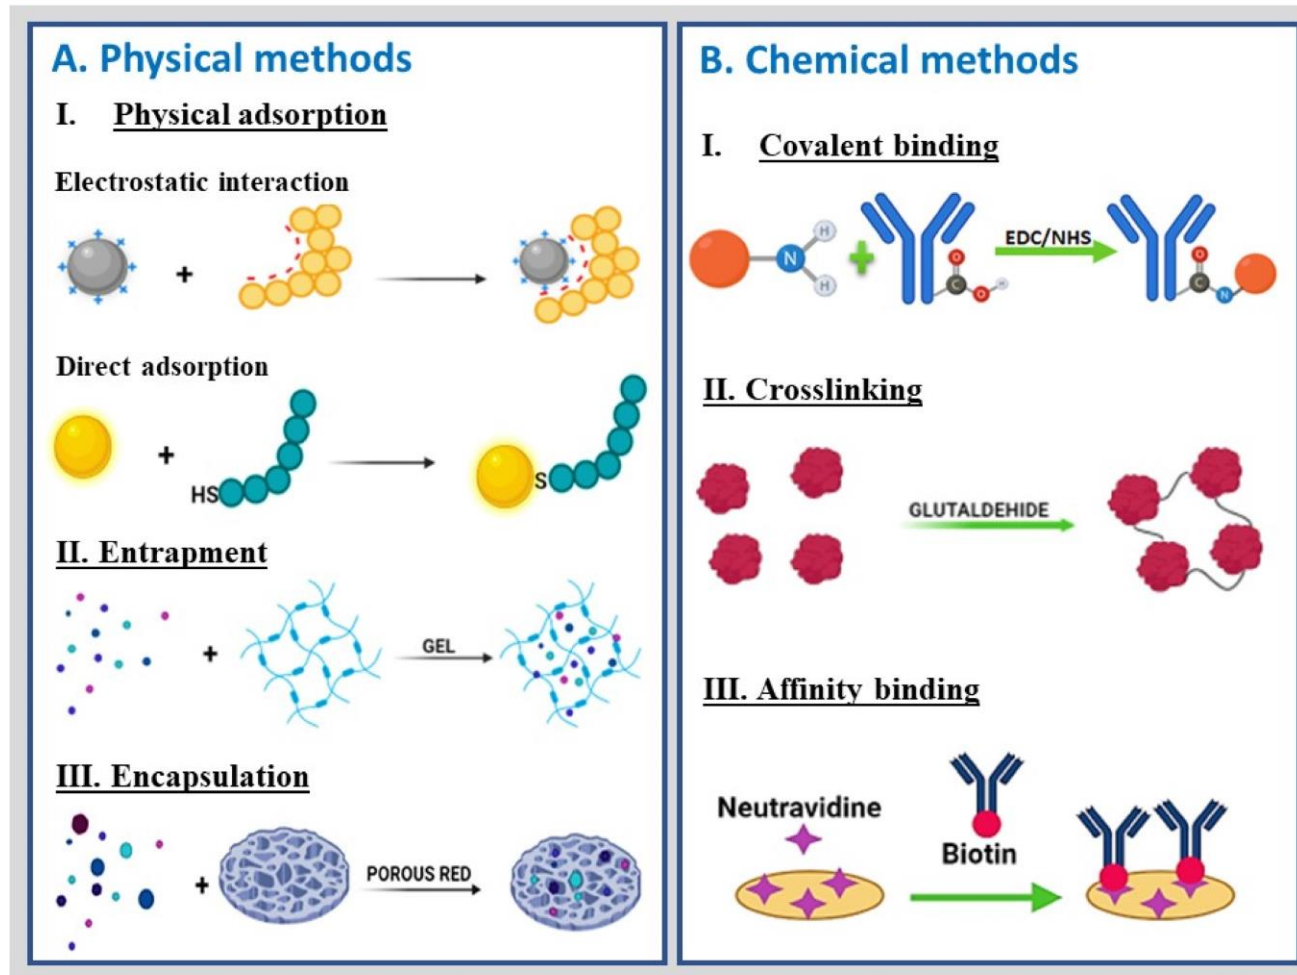 A. Physical methods
I. Physical adsorption
Electrostatic interaction
+
Direct adsorption
+
HS
S
II. Entrapment
+
GEL
III. Encapsulation
+
POROUS RED
B. Chemical methods
I. Covalent binding
N
H
H
C
O
O
H
EDC/NHS
C
O
N
II. Crosslinking
GLUTALDEHIDE
III. Affinity binding
Neutravidine
Biotin